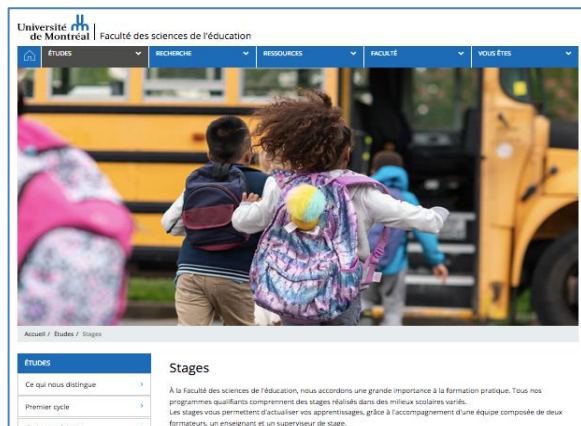 Université
de Montréal
Faculté des sciences de l'éducation
ÉTUDES
RECHERCHE
RESSOURCES
FACULTÉ
VOUS ÊTES
Accueil / Études / Stages
ÉTUDES
Ce qui nous distingue
Premier cycle
Stages
À la Faculté des sciences de l'éducation, nous accordons une grande importance à la formation pratique. Tous nos
programmes qualifiants comprennent des stages réalisés dans des milieux scolaires variés.
Les stages vous permettent d'actualiser vos apprentissages, grâce à l'accompagnement d'une équipe composée de deux
formateurs, un enseignant et un superviseur de stage.